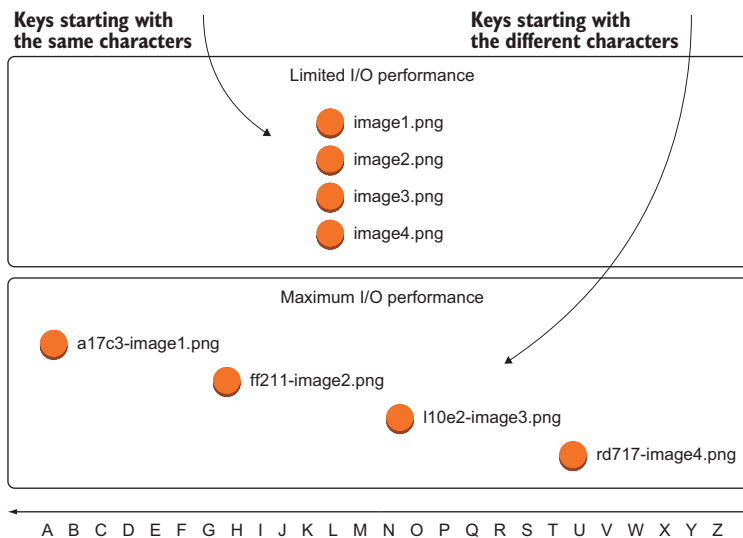 Keys starting with
the same characters
Keys starting with
the different characters
Limited I/O performance
image1.png
image2.png
image3.png
image4.png
Maximum I/O performance
a17c3-image1.png
ff211-image2.png
l10e2-image3.png
rd717-image4.png
A B C D E F G H I J K L M N O P Q R S T U V W X Y Z